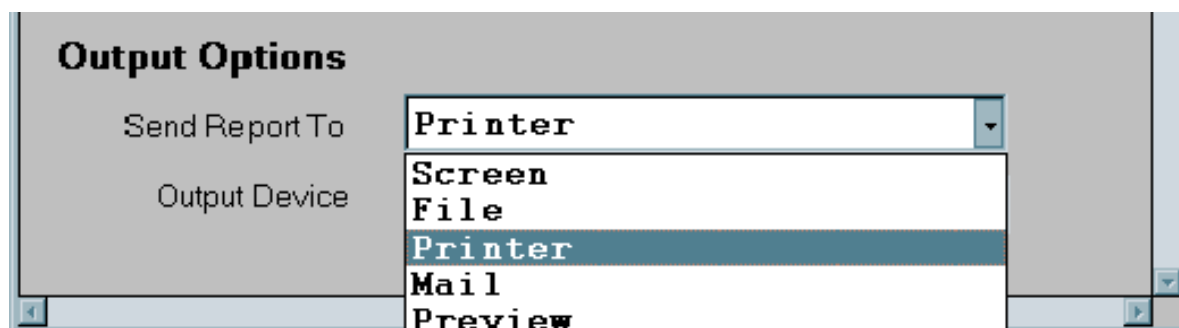 Output Options
Send Report To
Printer
Output Device
Screen
File
Printer
Mail
Preview